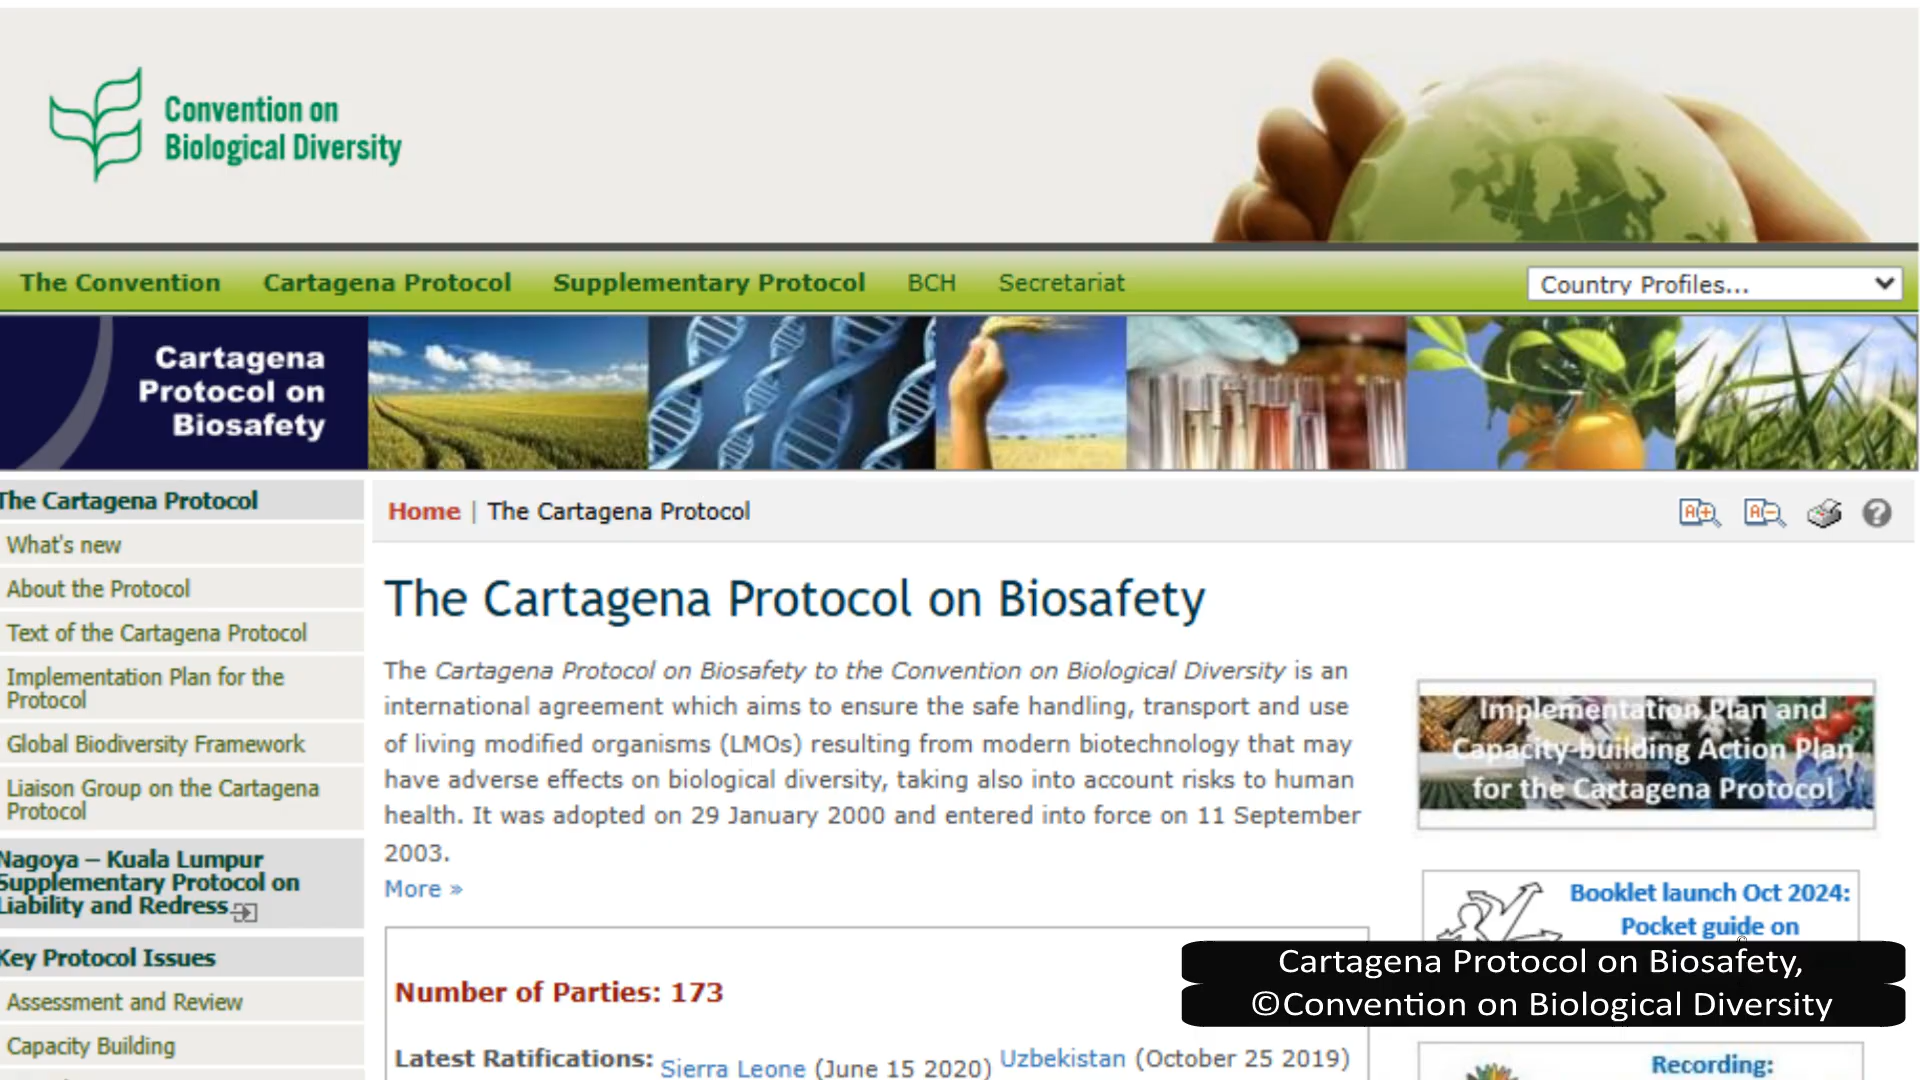 Convention on
Biological Diversity
The Convention
Cartagena Protocol
Supplementary Protocol
BCH
Secretariat
Country Profiles...
Cartagena
Protocol on
Biosafety
The Cartagena Protocol
What's new
About the Protocol
Text of the Cartagena Protocol
Implementation Plan for the
Protocol
Global Biodiversity Framework
Liaison Group on the Cartagena
Protocol
Nagoya – Kuala Lumpur
Supplementary Protocol on
Liability and Redress
Key Protocol Issues
Assessment and Review
Capacity Building
Home | The Cartagena Protocol
The Cartagena Protocol on Biosafety
The Cartagena Protocol on Biosafety to the Convention on Biological Diversity is an
international agreement which aims to ensure the safe handling, transport and use
of living modified organisms (LMOs) resulting from modern biotechnology that may
have adverse effects on biological diversity, taking also into account risks to human
health. It was adopted on 29 January 2000 and entered into force on 11 September
2003.
More »
Number of Parties: 173
Latest Ratifications: Sierra Leone (June 15 2020) Uzbekistan (October 25 2019)
Implementation Plan and
Capacity-building Action Plan
for the Cartagena Protocol
Booklet launch Oct 2024:
Pocket guide on
Cartagena Protocol on Biosafety,
©Convention on Biological Diversity
Recording: